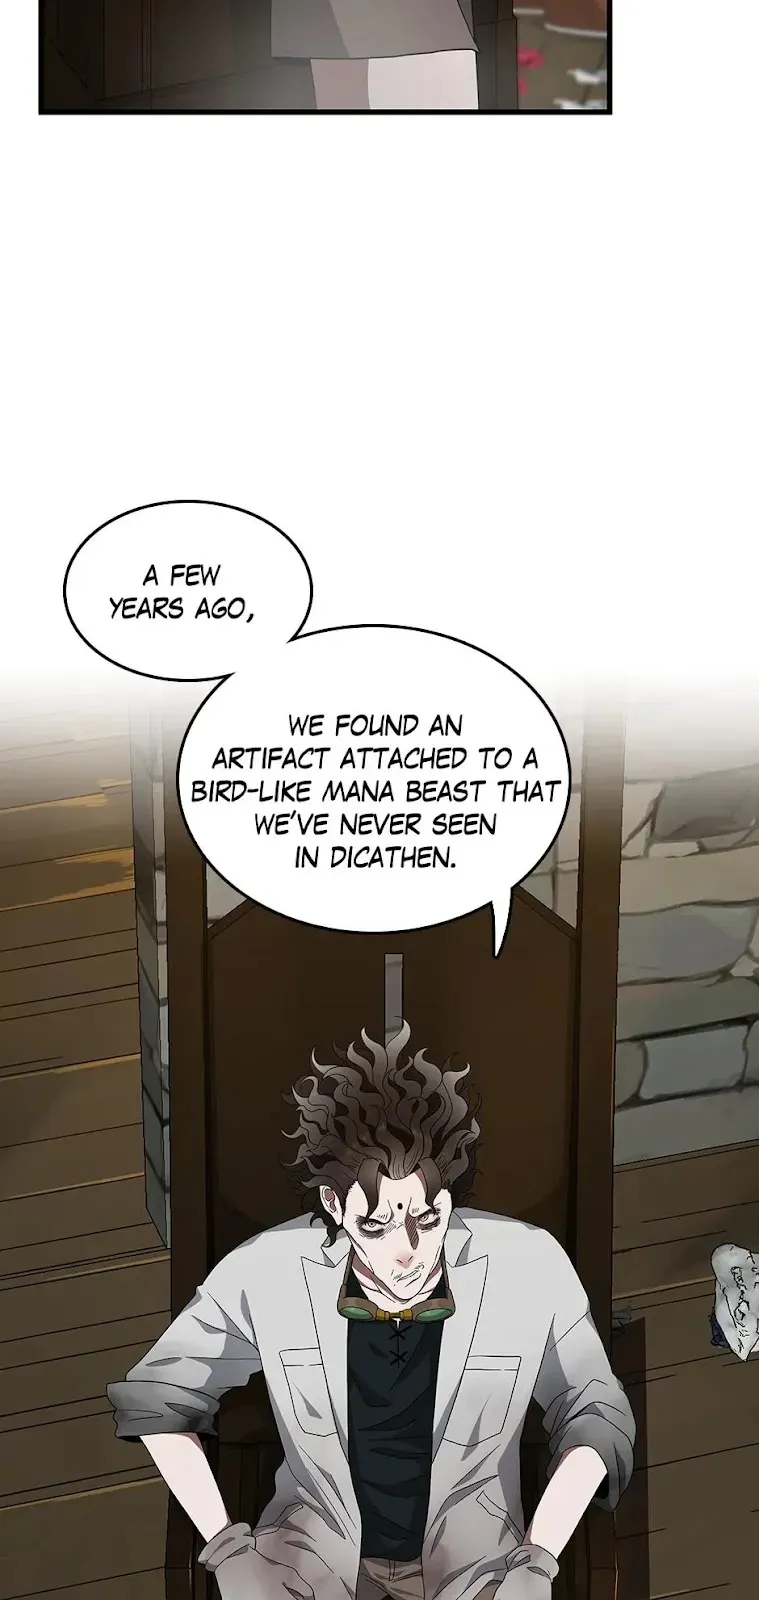 A FEW
YEARS AGO,
WE FOUND AN
ARTIFACT ATTACHED TO A
BIRD-LIKE MANA BEAST THAT
WE'VE NEVER SEEN
IN DICATHEN.